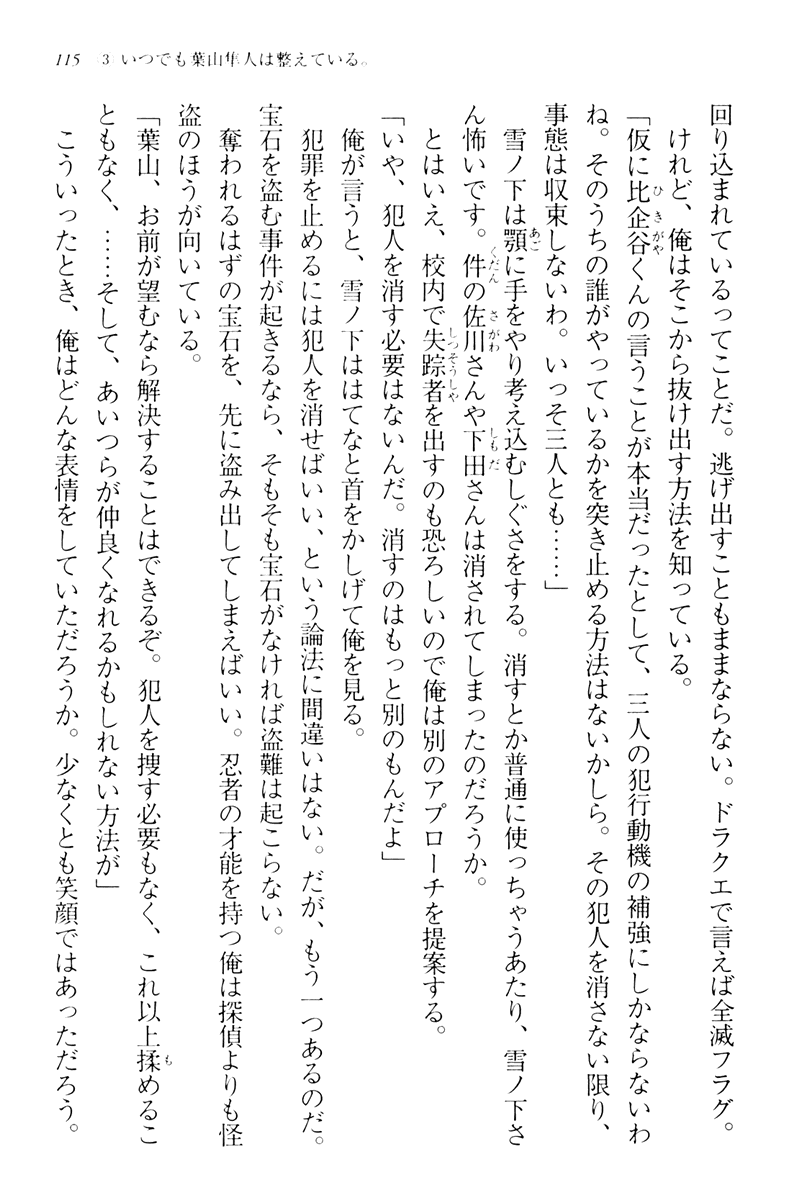 115　3｜いつでも葉山隼人は整えている。
回り込まれているってことだ。逃げ出すこともままならない。ドラクエで言えば全滅フラグ。
けれど、俺はそこから抜け出す方法を知っている。
「仮に比企谷くんの言うことが本当だったとして、三人の犯行動機の補強にしかならないわ
ね。そのうちの誰がやっているかを突き止める方法はないかしら。その犯人を消さない限り、
事態は収束しないわ。いっそ三人とも……」
雪ノ下は顎に手をやり考え込むしぐさをする。消すとか普通に使っちゃうあたり、雪ノ下さ
ん怖いです。件の佐川さんや下田さんは消されてしまったのだろうか。
とはいえ、校内で失踪者を出すのも恐ろしいので俺は別のアプローチを提案する。
「いや、犯人を消す必要はないんだ。消すのはもっと別のもんだよ」
俺が言うと、雪ノ下ははてなと首をかしげて俺を見る。
犯罪を止めるには犯人を消せばいい、という論法に間違いはない。だが、もう一つあるのだ。
宝石を盗む事件が起きるなら、そもそも宝石がなければ盗難は起こらない。
奪われるはずの宝石を、先に盗み出してしまえばいい。忍者の才能を持つ俺は探偵よりも怪
盗のほうが向いている。
「葉山、お前が望むなら解決することはできるぞ。犯人を捜す必要もなく、これ以上揉めるこ
ともなく、……そして、あいつらが仲良くなれるかもしれない方法が」
こういったとき、俺はどんな表情をしていただろうか。少なくとも笑顔ではあっただろう。